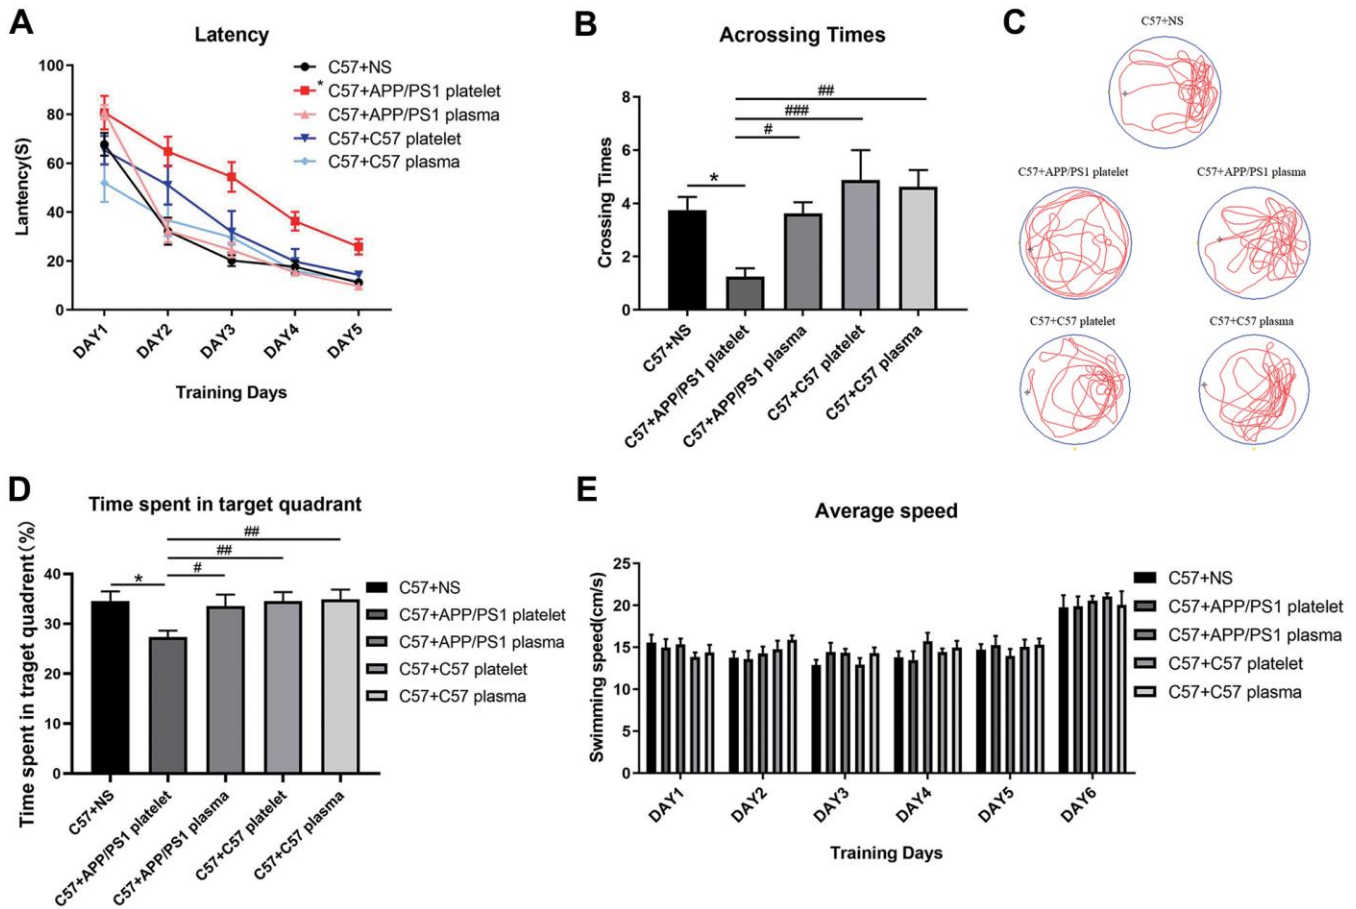 A
Latency
100
80
60
40
20
0
Lantency(S)
DAY1
DAY2
DAY3
DAY4
DAY5
Training Days
C57+NS
* C57+APP/PS1 platelet
C57+APP/PS1 plasma
C57+C57 platelet
C57+C57 plasma
B
Acrossing Times
8
6
4
2
0
Crossing Times
##
###
#
*
C57+NS
C57+APP/PS1 platelet
C57+APP/PS1 plasma
C57+C57 platelet
C57+C57 plasma
C
C57+NS
C57+APP/PS1 platelet
C57+APP/PS1 plasma
C57+C57 platelet
C57+C57 plasma
D
Time spent in target quadrant
Time spent in traget quadrent(%)
40
30
20
10
0
##
##
#
*
C57+NS
C57+APP/PS1 platelet
C57+APP/PS1 plasma
C57+C57 platelet
C57+C57 plasma
C57+NS
C57+APP/PS1 platelet
C57+APP/PS1 plasma
C57+C57 platelet
C57+C57 plasma
E
Average speed
Swimming speed(cm/s)
25
20
15
10
5
0
DAY1
DAY2
DAY3
DAY4
DAY5
DAY6
Training Days
C57+NS
C57+APP/PS1 platelet
C57+APP/PS1 plasma
C57+C57 platelet
C57+C57 plasma